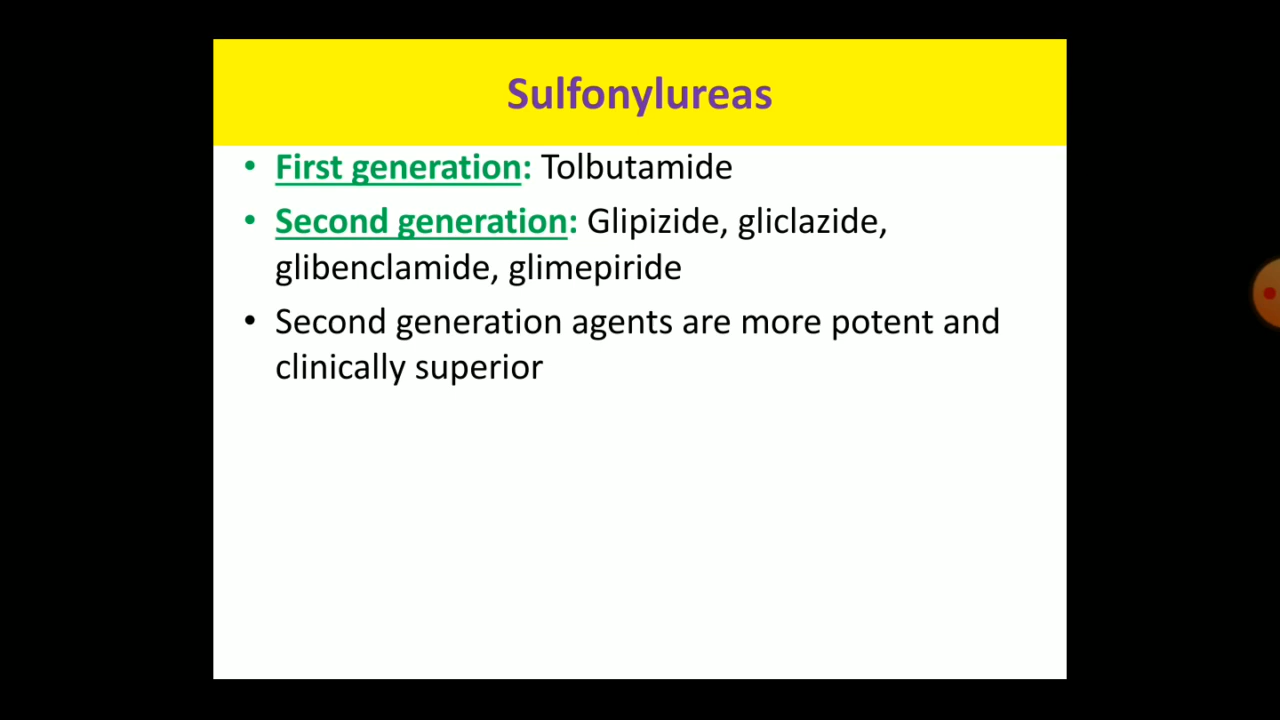 Sulfonylureas
• First generation: Tolbutamide
• Second generation: Glipizide, gliclazide,
glibenclamide, glimepiride
• Second generation agents are more potent and
clinically superior